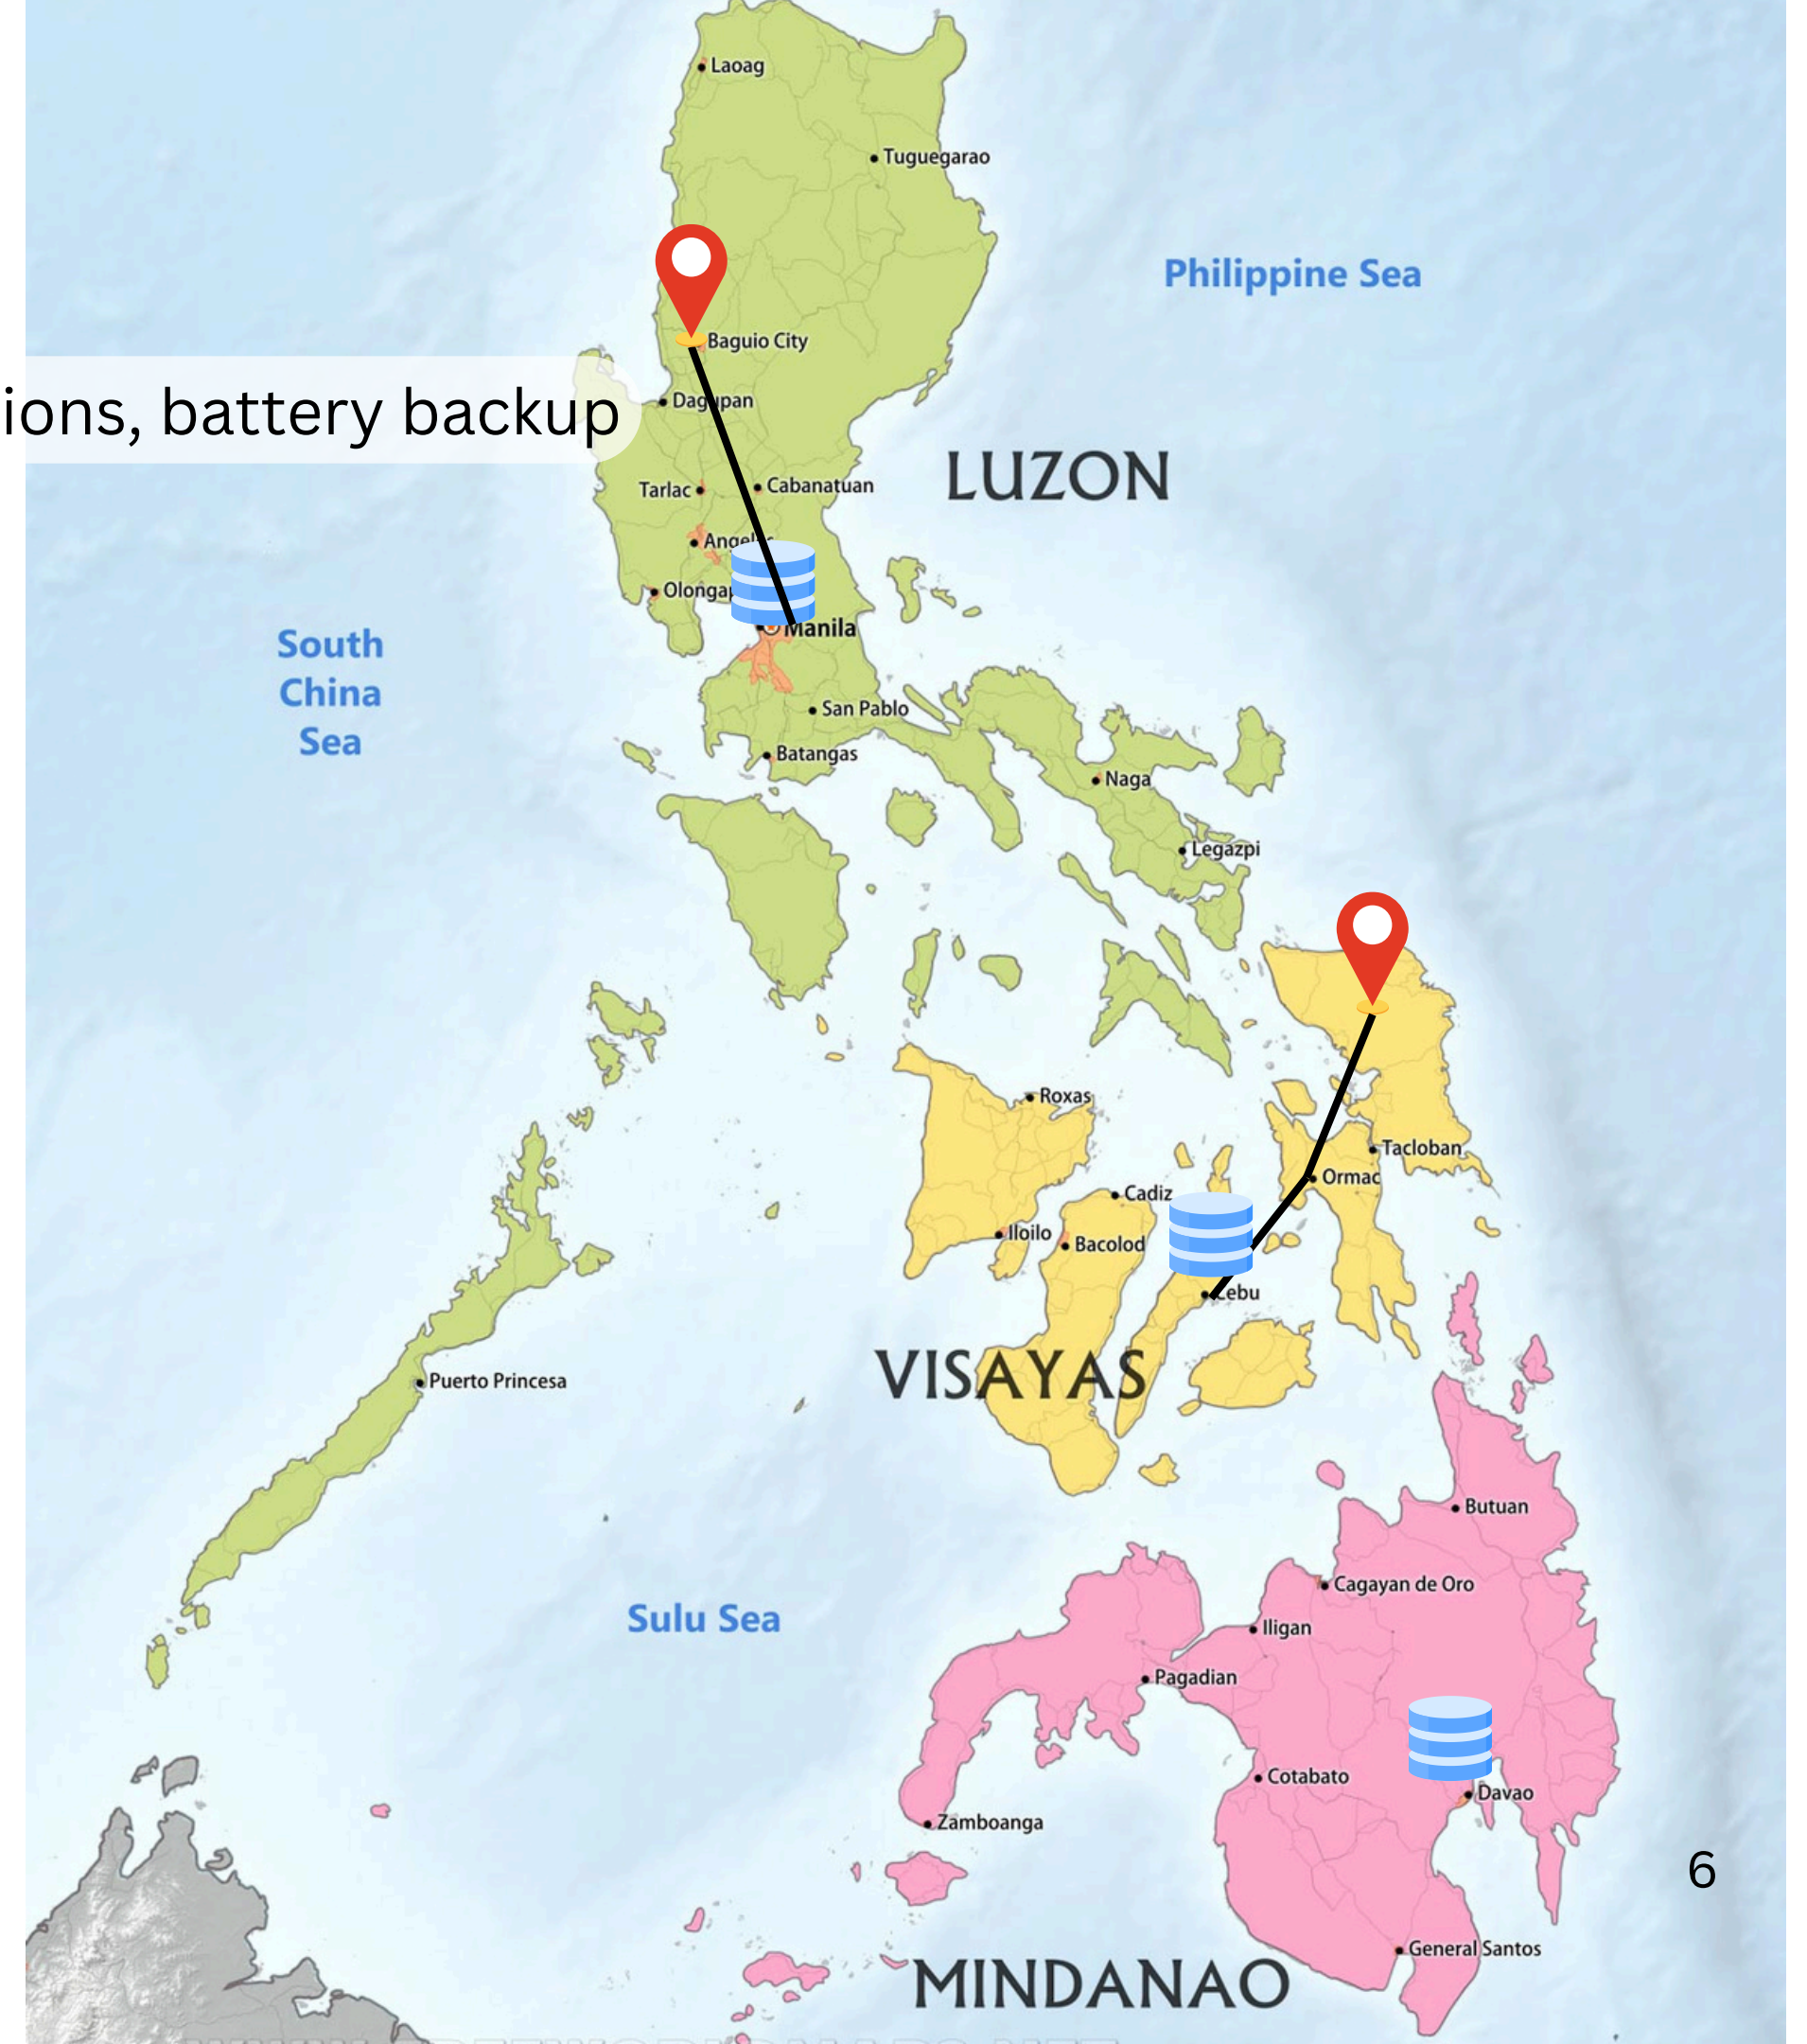 Laoag
Tuguegarao
Philippine Sea
Baguio City
Dagupan
ions, battery backup
LUZON
Tarlac
Cabanatuan
Olongap
Manila
South
China
Sea
San Pablo
Batangas
Naga
Legazpi
Roxas
Tacloban
Ormac
Cadiz
Iloilo
Bacolod
Cebu
VISAYAS
Puerto Princesa
Butuan
Cagayan de Oro
Sulu Sea
Iligan
Pagadian
Cotabato
Davao
Zamboanga
6
General Santos
MINDANAO